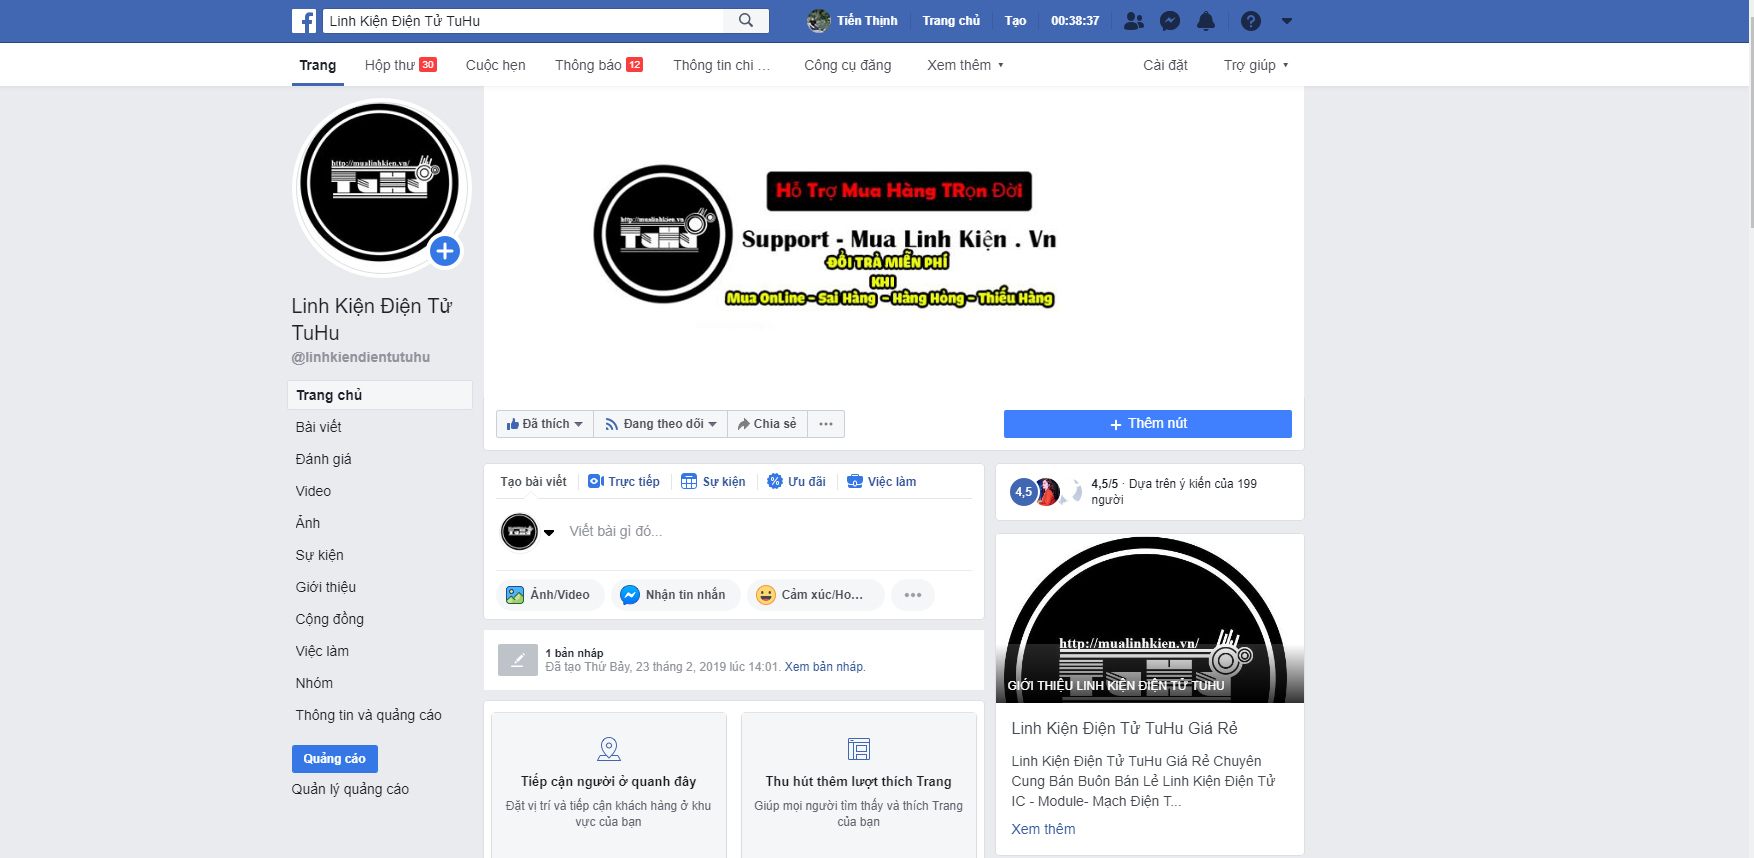 Linh Kiện Điện Tử TuHu
Tiến Thịnh
Trang chủ
Tạo
00:38:37
Trang
Hộp thư 30
Cuộc hẹn
Thông báo 12
Thông tin chi ...
Công cụ đăng
Xem thêm
Cài đặt
Trợ giúp
http://mualinhkien.vn/
TuHu
Linh Kiện Điện Tử
TuHu
@linhkiendientutuhu
Trang chủ
Bài viết
Đánh giá
Video
Ảnh
Sự kiện
Giới thiệu
Cộng đồng
Việc làm
Nhóm
Thông tin và quảng cáo
Quảng cáo
Quản lý quảng cáo
Hỗ Trợ Mua Hàng TRọn Đời
http://mualinhkien.vn/
TuHu
Support - Mua Linh Kiện . Vn
ĐỔI TRẢ MIỄN PHÍ
KHI
Mua OnLine - Sai Hàng - Hàng Hỏng - Thiếu Hàng
Đã thích
Đang theo dõi
Chia sẻ
Thêm nút
Tạo bài viết
Trực tiếp
Sự kiện
Ưu đãi
Việc làm
Viết bài gì đó...
Ảnh/Video
Nhận tin nhắn
Cảm xúc/Ho...
1 bản nháp
Đã tạo Thứ Bảy, 23 tháng 2, 2019 lúc 14:01. Xem bản nháp.
Tiếp cận người ở quanh đây
Đặt vị trí và tiếp cận khách hàng ở khu
vực của bạn
Thu hút thêm lượt thích Trang
Giúp mọi người tìm thấy và thích Trang
của bạn
4,5
4,5/5 · Dựa trên ý kiến của 199
người
http://mualinhkien.vn/
TuHu
GIỚI THIỆU LINH KIỆN ĐIỆN TỬ TUHU
Linh Kiện Điện Tử TuHu Giá Rẻ
Linh Kiện Điện Tử TuHu Giá Rẻ Chuyên
Cung Bán Buôn Bán Lẻ Linh Kiện Điện Tử
IC - Module- Mạch Điện T...
Xem thêm